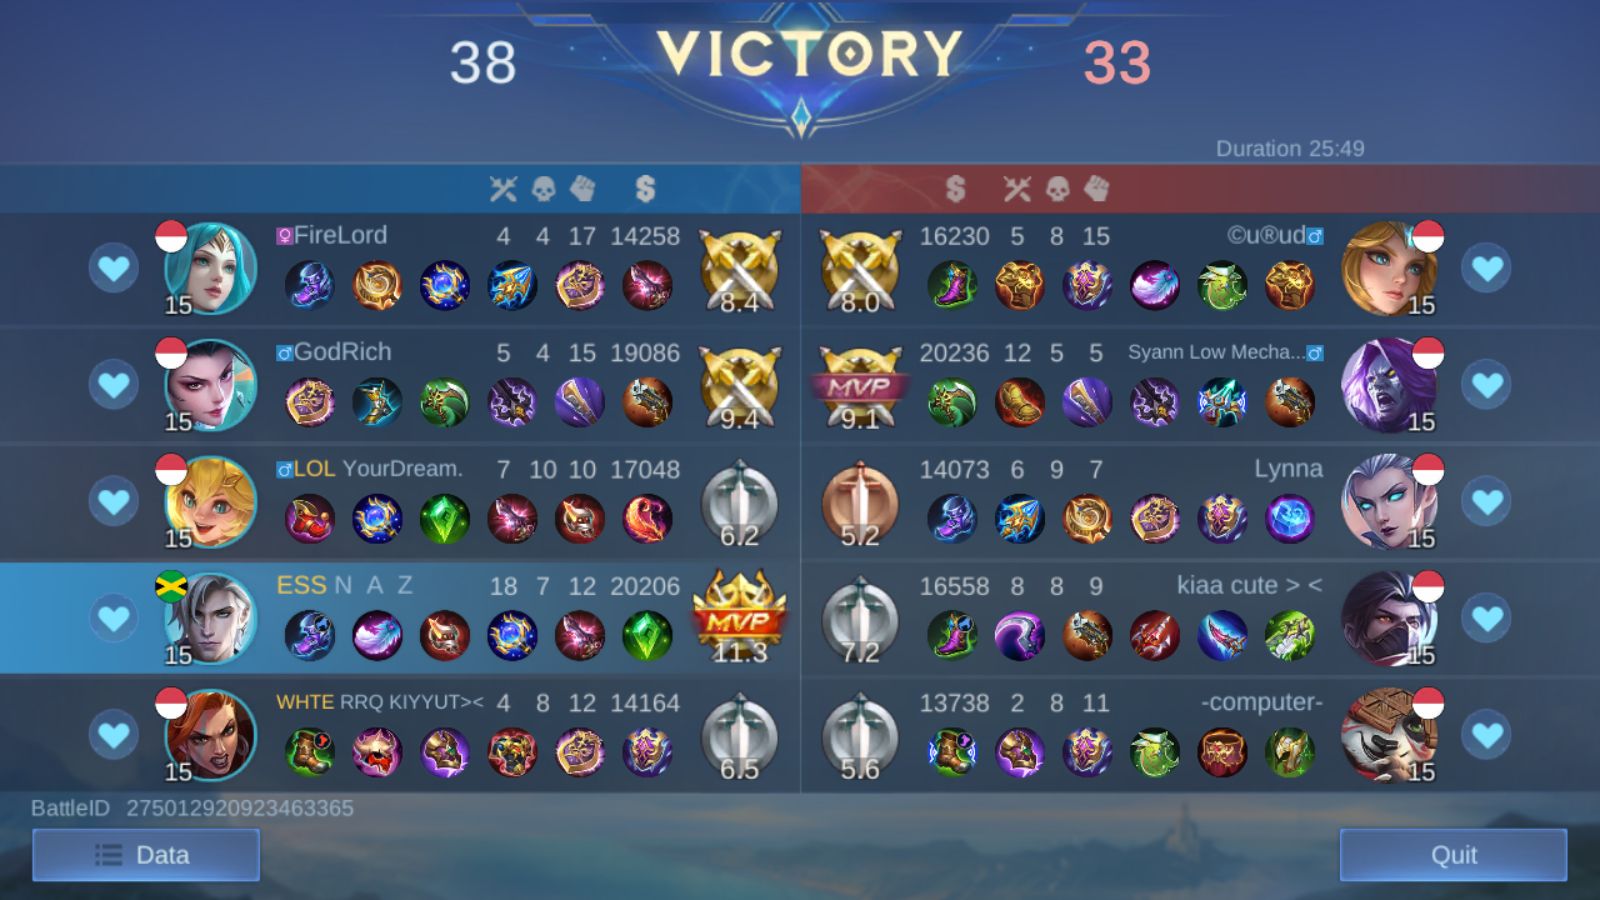 38 VICTORY 33
Duration 25:49
FireLord 4 4 17 14258
15 8.4
16230 5 8 15 ©u®ud
8.0 15
GodRich 5 4 15 19086
15 9.4
20236 12 5 5 Syann Low Mecha...
MVP
9.1 15
LOL YourDream. 7 10 10 17048
15 6.2
14073 6 9 7 Lynna
5.2 15
ESS N A Z 18 7 12 20206
MVP
15 11.3
16558 8 8 9 kiaa cute > <
7.2 15
WHTE RRQ KIYYUT>< 4 8 12 14164
15 6.5
13738 2 8 11 -computer-
5.6 15
BattleID 275012920923463365
Data
Quit